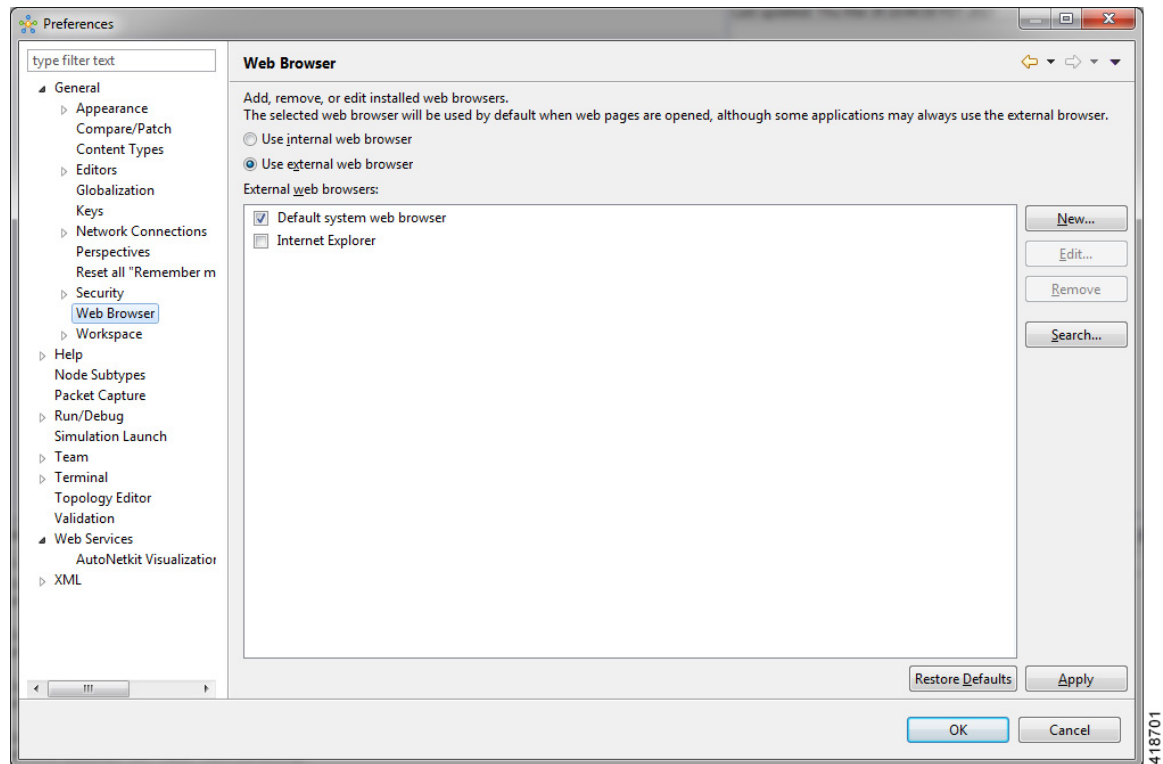 Preferences
type filter text
General
Appearance
Compare/Patch
Content Types
Editors
Globalization
Keys
Network Connections
Perspectives
Reset all "Remember m
Security
Web Browser
Workspace
Help
Node Subtypes
Packet Capture
Run/Debug
Simulation Launch
Team
Terminal
Topology Editor
Validation
Web Services
AutoNetkit Visualization
XML
Web Browser
Add, remove, or edit installed web browsers.
The selected web browser will be used by default when web pages are opened, although some applications may always use the external browser.
Use internal web browser
Use external web browser
External web browsers:
Default system web browser
Internet Explorer
New...
Edit...
Remove
Search...
Restore Defaults
Apply
OK
Cancel
418701